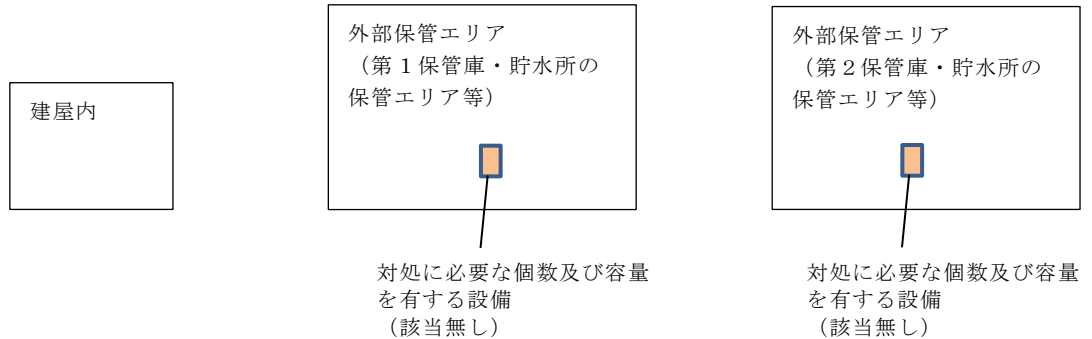 建屋内
外部保管エリア
（第１保管庫・貯水所の
保管エリア等）
対処に必要な個数及び容量
を有する設備
（該当無し）
外部保管エリア
（第２保管庫・貯水所の
保管エリア等）
対処に必要な個数及び容量
を有する設備
（該当無し）